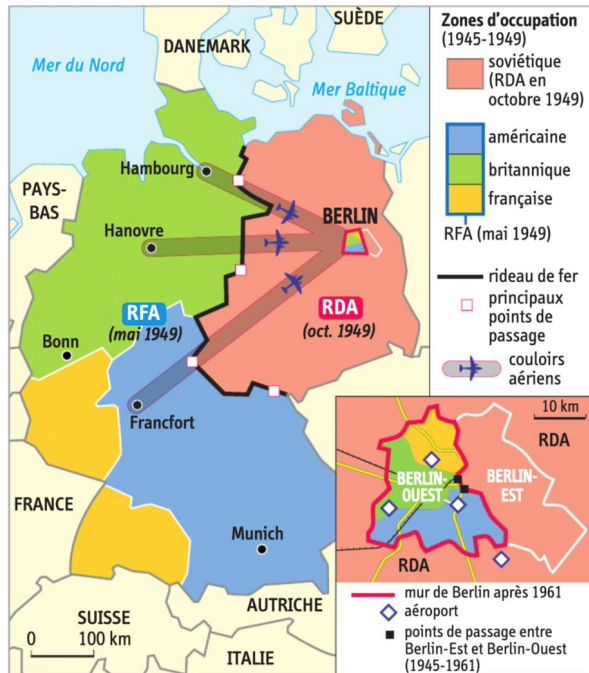 SUÈDE
DANEMARK
Mer du Nord
Mer Baltique
Hambourg
PAYS-
BAS
BERLIN
Hanovre
RFA
(mai 1949)
RDA
(oct. 1949)
Bonn
Francfort
FRANCE
Munich
AUTRICHE
SUISSE
0 100 km
ITALIE
Zones d'occupation
(1945-1949)
soviétique
(RDA en
octobre 1949)
américaine
britannique
française
RFA (mai 1949)
rideau de fer
principaux
points de
passage
couloirs
aériens
10 km
RDA
BERLIN-
OUEST
BERLIN-
EST
RDA
mur de Berlin après 1961
aéroport
points de passage entre
Berlin-Est et Berlin-Ouest
(1945-1961)